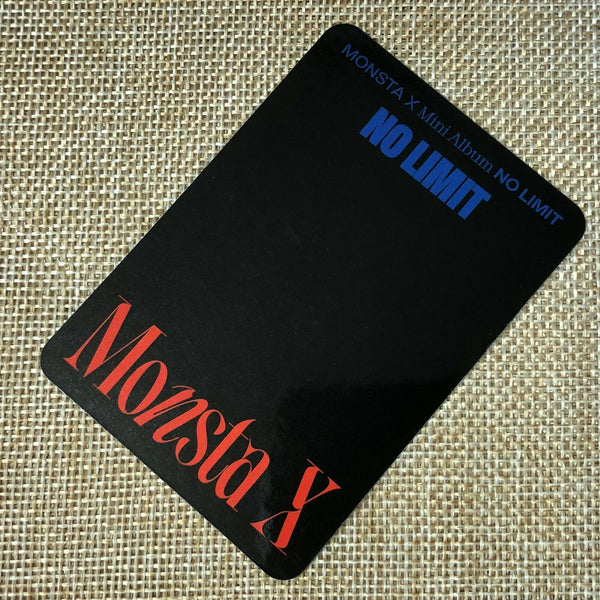 MONSTA X Mini Album NO LIMIT
NO LIMIT
Monsta X